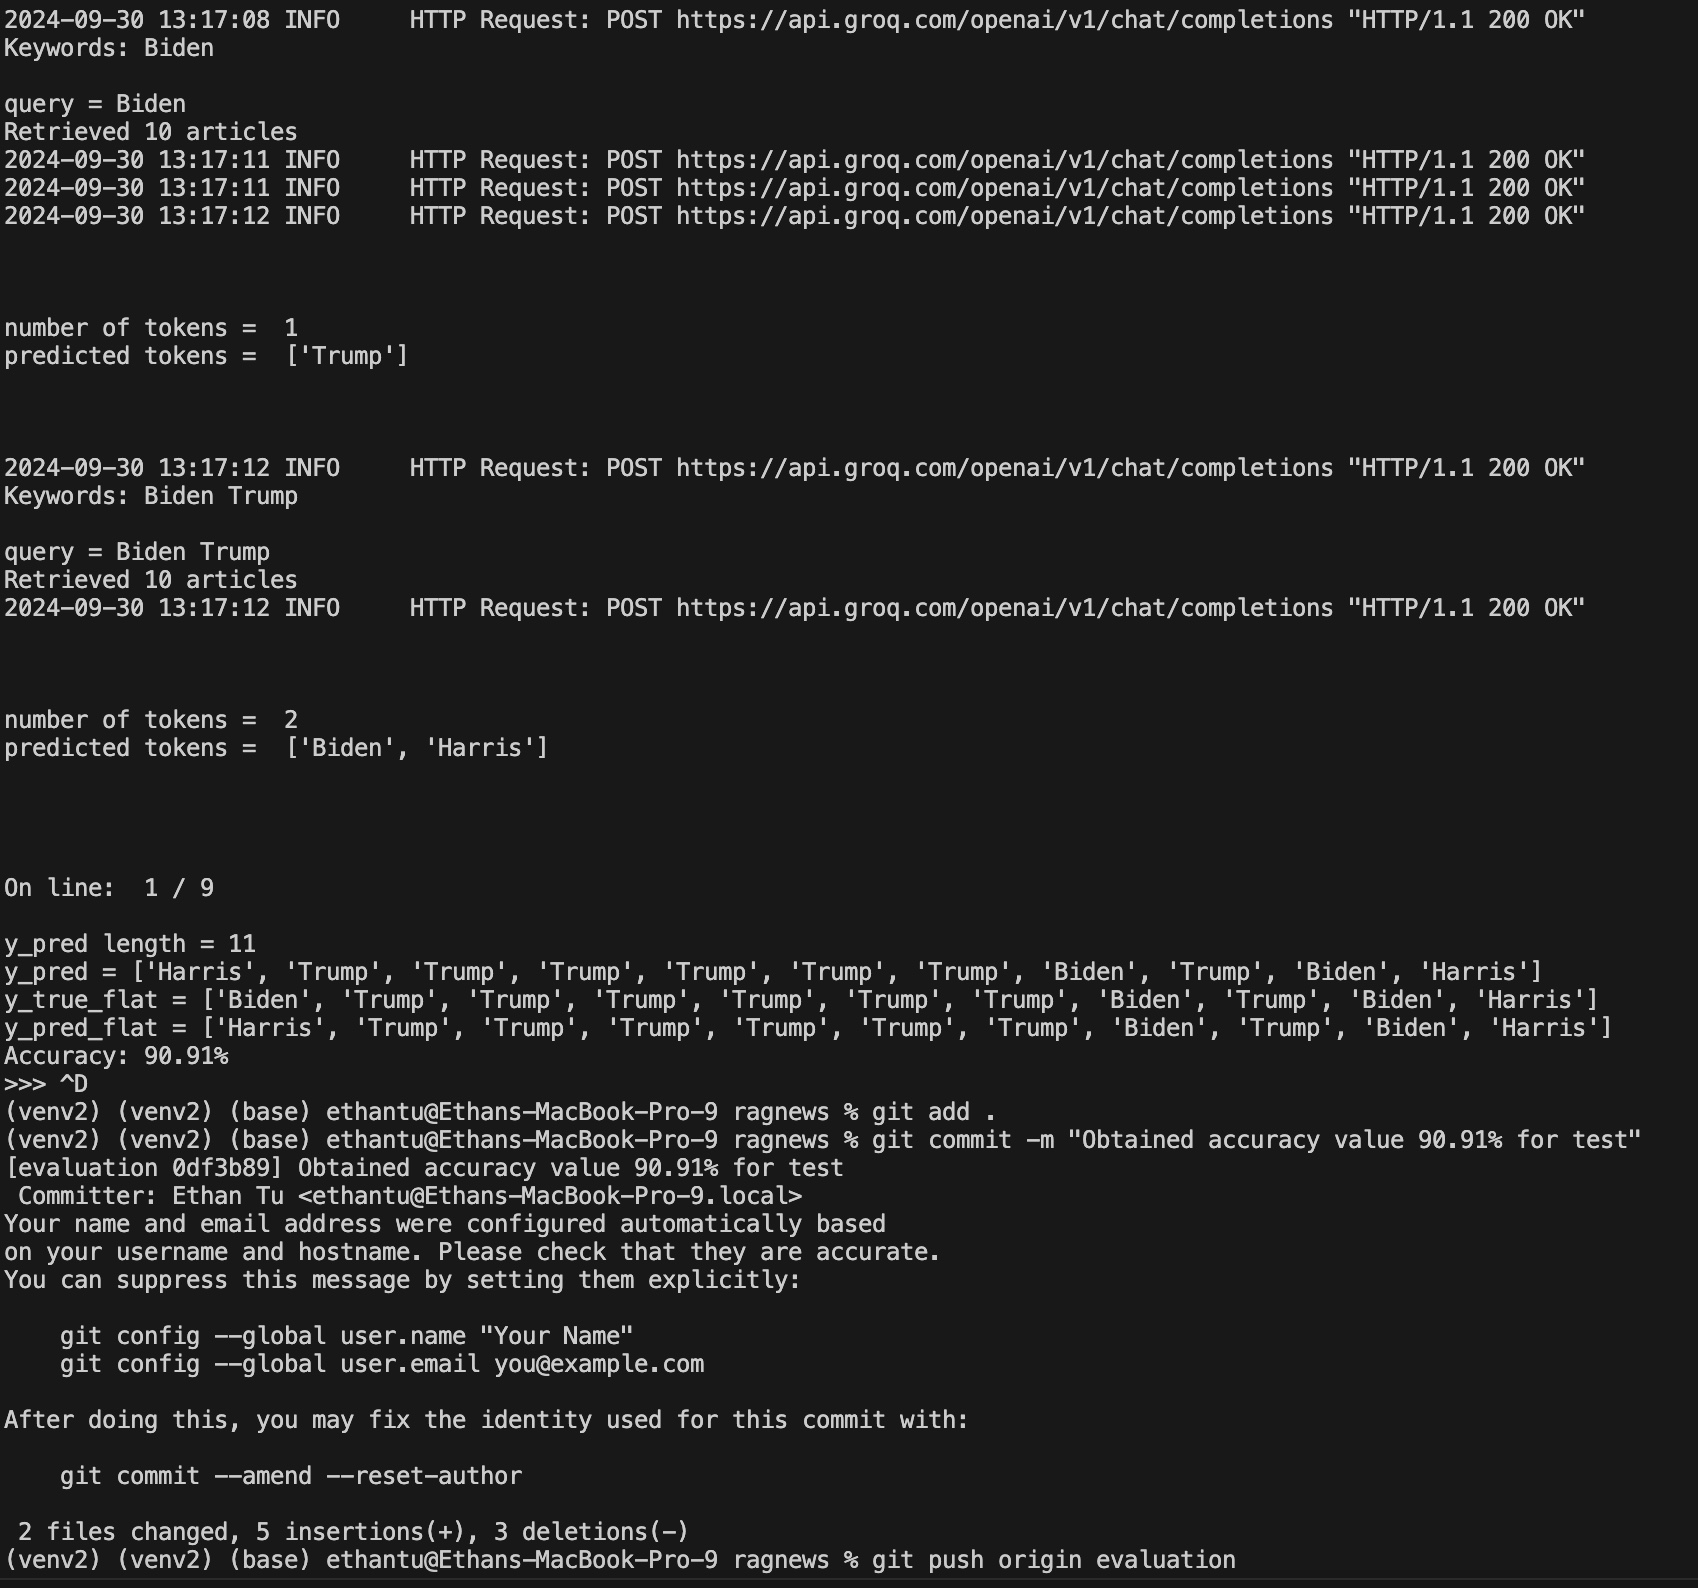 2024-09-30 13:17:08 INFO     HTTP Request: POST https://api.groq.com/openai/v1/chat/completions "HTTP/1.1 200 OK"
Keywords: Biden
query = Biden
Retrieved 10 articles
2024-09-30 13:17:11 INFO     HTTP Request: POST https://api.groq.com/openai/v1/chat/completions "HTTP/1.1 200 OK"
2024-09-30 13:17:11 INFO     HTTP Request: POST https://api.groq.com/openai/v1/chat/completions "HTTP/1.1 200 OK"
2024-09-30 13:17:12 INFO     HTTP Request: POST https://api.groq.com/openai/v1/chat/completions "HTTP/1.1 200 OK"
number of tokens =  1
predicted tokens =  ['Trump']
2024-09-30 13:17:12 INFO     HTTP Request: POST https://api.groq.com/openai/v1/chat/completions "HTTP/1.1 200 OK"
Keywords: Biden Trump
query = Biden Trump
Retrieved 10 articles
2024-09-30 13:17:12 INFO     HTTP Request: POST https://api.groq.com/openai/v1/chat/completions "HTTP/1.1 200 OK"
number of tokens =  2
predicted tokens =  ['Biden', 'Harris']
On line:  1 / 9
y_pred length = 11
y_pred = ['Harris', 'Trump', 'Trump', 'Trump', 'Trump', 'Trump', 'Trump', 'Biden', 'Trump', 'Biden', 'Harris']
y_true_flat = ['Biden', 'Trump', 'Trump', 'Trump', 'Trump', 'Trump', 'Trump', 'Biden', 'Trump', 'Biden', 'Harris']
y_pred_flat = ['Harris', 'Trump', 'Trump', 'Trump', 'Trump', 'Trump', 'Trump', 'Biden', 'Trump', 'Biden', 'Harris']
Accuracy: 90.91%
>>> ^D
(venv2) (venv2) (base) ethantu@Ethans-MacBook-Pro-9 ragnews % git add .
(venv2) (venv2) (base) ethantu@Ethans-MacBook-Pro-9 ragnews % git commit -m "Obtained accuracy value 90.91% for test"
[evaluation 0df3b89] Obtained accuracy value 90.91% for test
 Committer: Ethan Tu <ethantu@Ethans-MacBook-Pro-9.local>
Your name and email address were configured automatically based
on your username and hostname. Please check that they are accurate.
You can suppress this message by setting them explicitly:
    git config --global user.name "Your Name"
    git config --global user.email you@example.com
After doing this, you may fix the identity used for this commit with:
    git commit --amend --reset-author
 2 files changed, 5 insertions(+), 3 deletions(-)
(venv2) (venv2) (base) ethantu@Ethans-MacBook-Pro-9 ragnews % git push origin evaluation